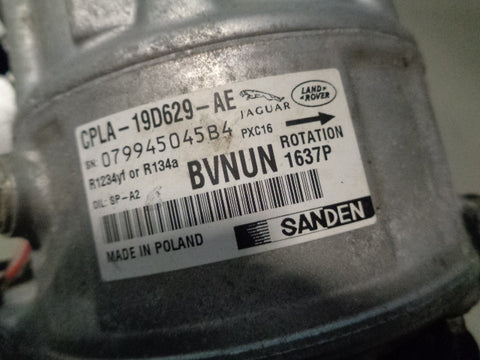 CPLA-19D629-AE JAGUAR LAND ROVER
SN: 079945045B4 PXC16
R1234yf or R134a BVNUN ROTATION
OIL: SP-A2 1637P
MADE IN POLAND SANDEN